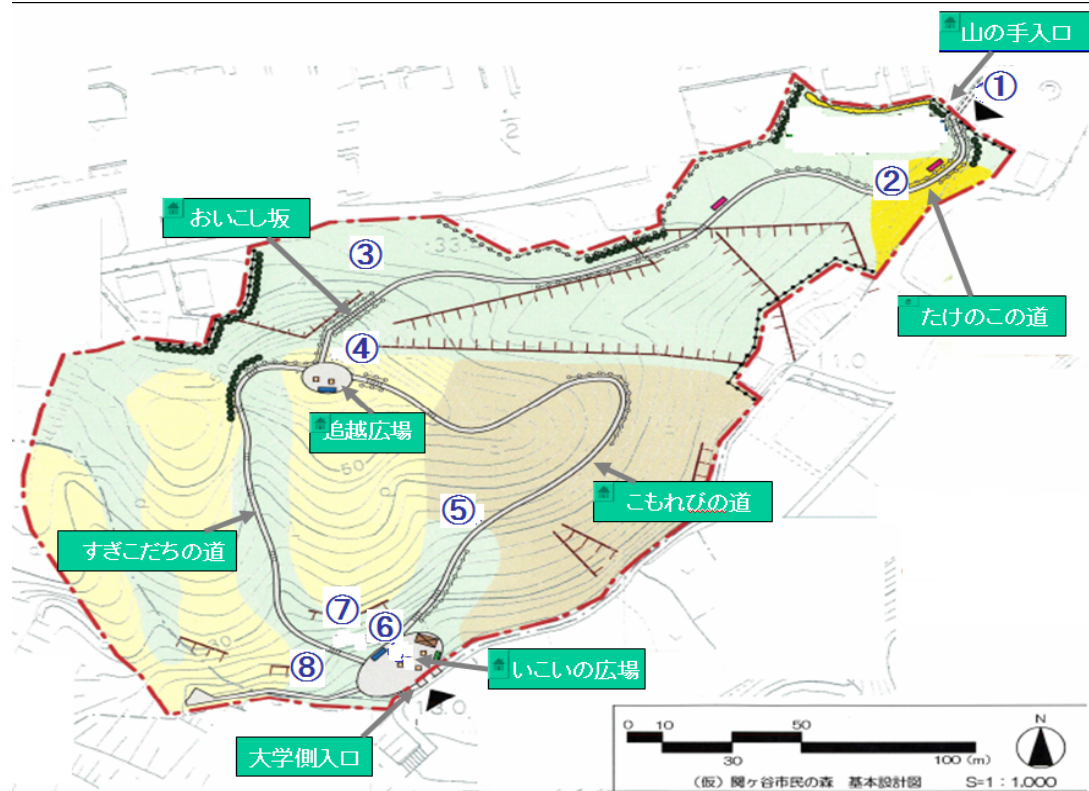 山の手入口
①
②
おいこし坂
33
③
たけのこの道
④
追越広場
50
こもれびの道
⑤
すぎこだちの道
30
⑦
⑥
⑧
いこいの広場
大学側入口
0 10 50
30 100 (m)
N
(仮) 関ヶ谷市民の森 基本設計図 S=1:1,000